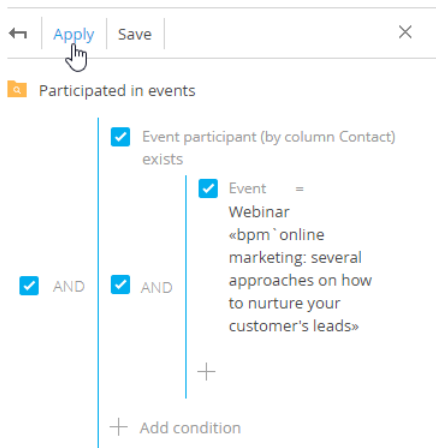 Apply Save
Participated in events
Event participant (by column Contact)
exists
Event =
Webinar
«bpm`online
marketing: several
AND AND approaches on how
to nurture your
customer's leads»
Add condition